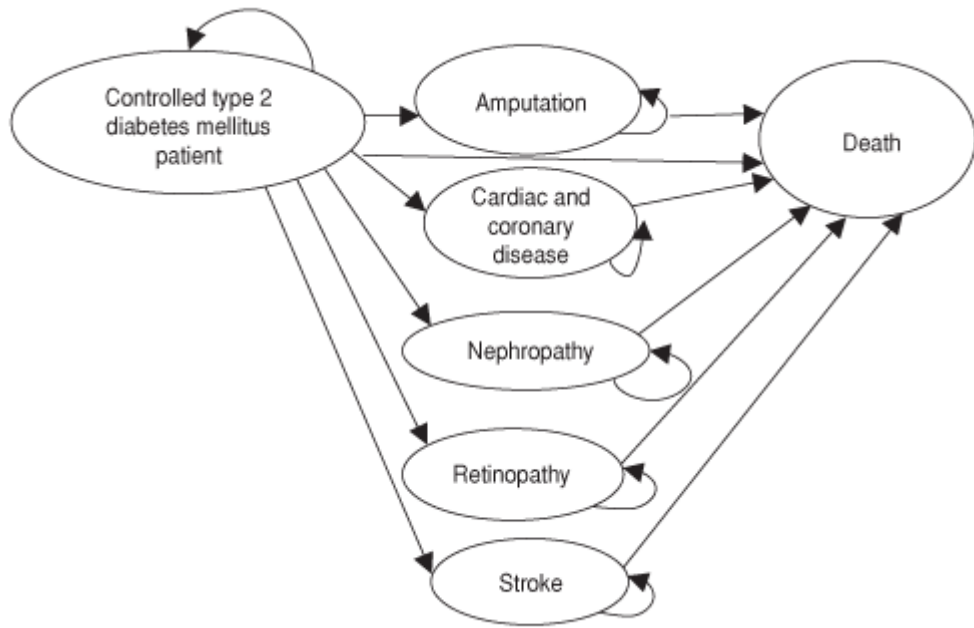 Controlled type 2
diabetes mellitus
patient
Amputation
Death
Cardiac and
coronary
disease
Nephropathy
Retinopathy
Stroke